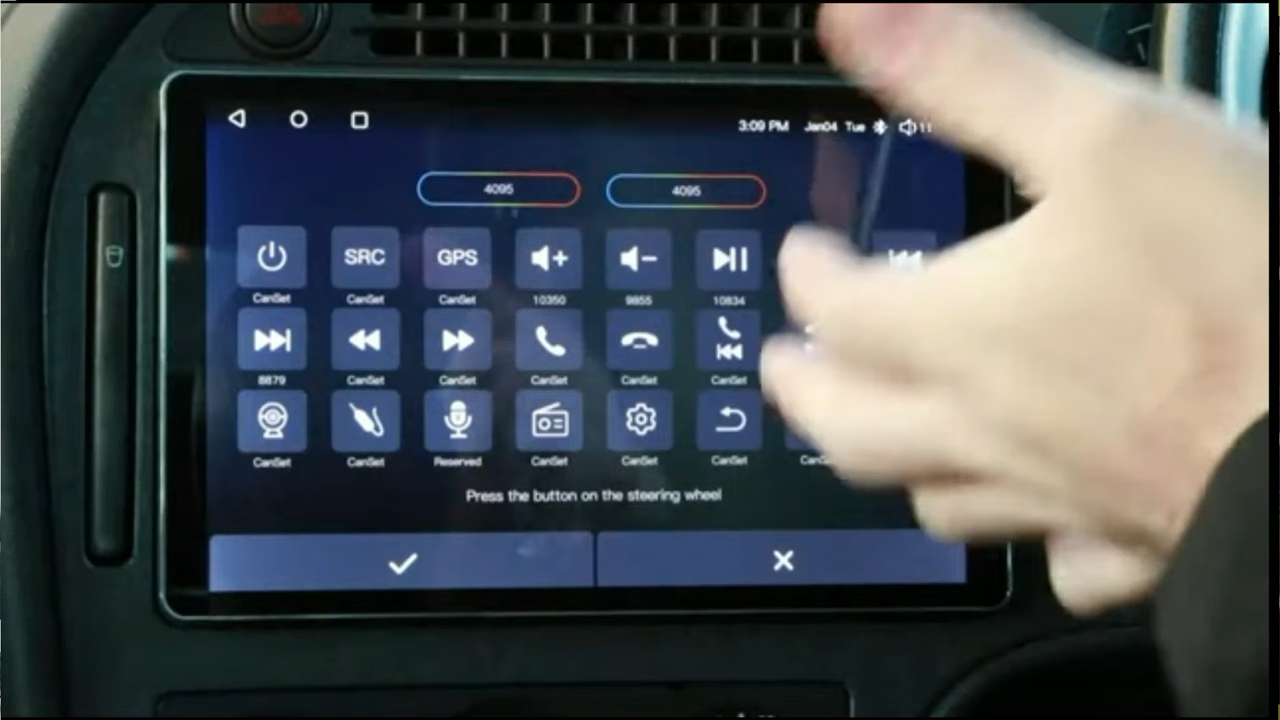 3:09 PM Jan04 Tue 11
4095 4095
SRC GPS
CanSet CanSet CanSet 10350 9855 10834
8879 CanSet CanSet CanSet CanSet CanSet
CanSet CanSet Reserved CanSet CanSet CanSet
Press the button on the steering wheel